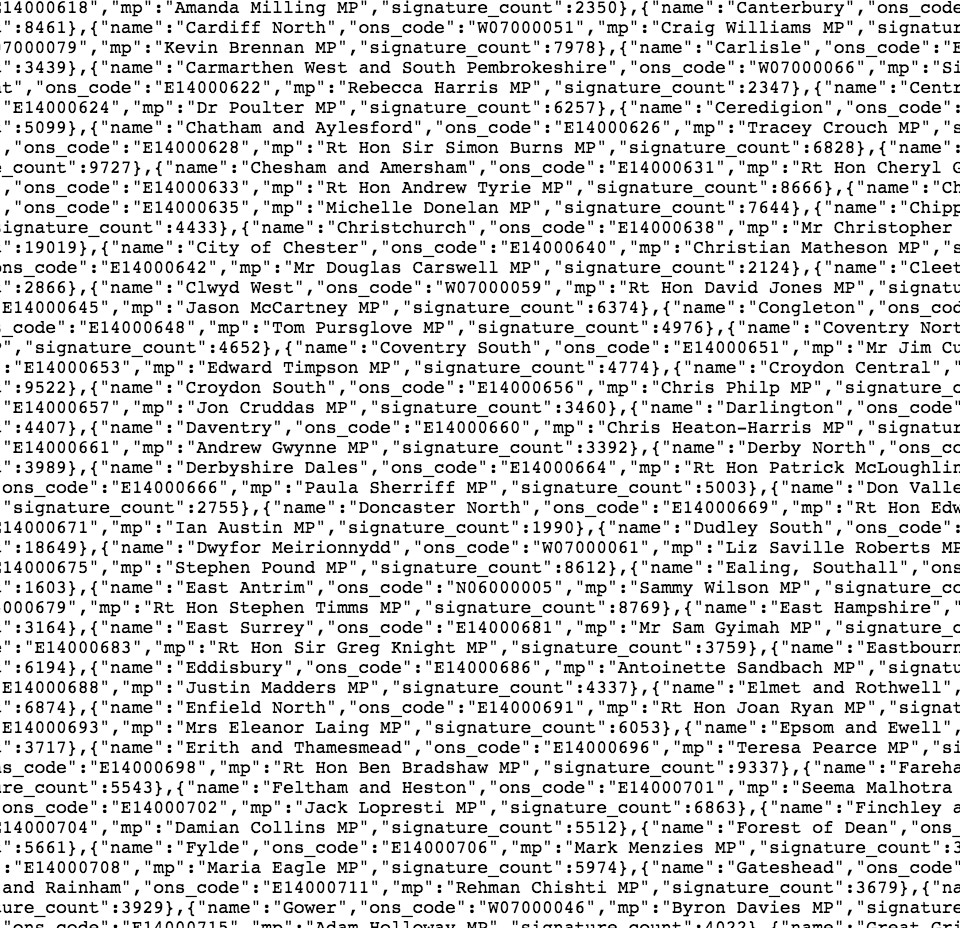 E14000618","mp":"Amanda Milling MP","signature_count":2350},{"name":"Canterbury","ons_code
":8461},{"name":"Cardiff North","ons_code":"W07000051","mp":"Craig Williams MP","signatur
07000079","mp":"Kevin Brennan MP","signature_count":7978},{"name":"Carlisle","ons_code":"E
":3439},{"name":"Carmarthen West and South Pembrokeshire","ons_code":"W07000066","mp":"Si
nt","ons_code":"E14000622","mp":"Rebecca Harris MP","signature_count":2347},{"name":"Centr
"E14000624","mp":"Dr Poulter MP","signature_count":6257},{"name":"Ceredigion","ons_code":
":5099},{"name":"Chatham and Aylesford","ons_code":"E14000626","mp":"Tracey Crouch MP","s
,"ons_code":"E14000628","mp":"Rt Hon Sir Simon Burns MP","signature_count":6828},{"name":
e_count":9727},{"name":"Chesham and Amersham","ons_code":"E14000631","mp":"Rt Hon Cheryl G
,"ons_code":"E14000633","mp":"Rt Hon Andrew Tyrie MP","signature_count":8666},{"name":"Ch
,"ons_code":"E14000635","mp":"Michelle Donelan MP","signature_count":7644},{"name":"Chipp
signature_count":4433},{"name":"Christchurch","ons_code":"E14000638","mp":"Mr Christopher
":19019},{"name":"City of Chester","ons_code":"E14000640","mp":"Christian Matheson MP","s
ons_code":"E14000642","mp":"Mr Douglas Carswell MP","signature_count":2124},{"name":"Cleet
":2866},{"name":"Clwyd West","ons_code":"W07000059","mp":"Rt Hon David Jones MP","signatu
E14000645","mp":"Jason McCartney MP","signature_count":6374},{"name":"Congleton","ons_cod
s_code":"E14000648","mp":"Tom Pursglove MP","signature_count":4976},{"name":"Coventry Nort
","signature_count":4652},{"name":"Coventry South","ons_code":"E14000651","mp":"Mr Jim Cu
:"E14000653","mp":"Edward Timpson MP","signature_count":4774},{"name":"Croydon Central","
":9522},{"name":"Croydon South","ons_code":"E14000656","mp":"Chris Philp MP","signature_c
"E14000657","mp":"Jon Cruddas MP","signature_count":3460},{"name":"Darlington","ons_code"
":4407},{"name":"Daventry","ons_code":"E14000660","mp":"Chris Heaton-Harris MP","signatur
"E14000661","mp":"Andrew Gwynne MP","signature_count":3392},{"name":"Derby North","ons_co
":3989},{"name":"Derbyshire Dales","ons_code":"E14000664","mp":"Rt Hon Patrick McLoughlin
ons_code":"E14000666","mp":"Paula Sherriff MP","signature_count":5003},{"name":"Don Valle
"signature_count":2755},{"name":"Doncaster North","ons_code":"E14000669","mp":"Rt Hon Edw
E14000671","mp":"Ian Austin MP","signature_count":1990},{"name":"Dudley South","ons_code":
":18649},{"name":"Dwyfor Meirionnydd","ons_code":"W07000061","mp":"Liz Saville Roberts MP
E14000675","mp":"Stephen Pound MP","signature_count":8612},{"name":"Ealing, Southall","ons
":1603},{"name":"East Antrim","ons_code":"N06000005","mp":"Sammy Wilson MP","signature_co
4000679","mp":"Rt Hon Stephen Timms MP","signature_count":8769},{"name":"East Hampshire","
":3164},{"name":"East Surrey","ons_code":"E14000681","mp":"Mr Sam Gyimah MP","signature_c
e":"E14000683","mp":"Rt Hon Sir Greg Knight MP","signature_count":3759},{"name":"Eastbourn
":6194},{"name":"Eddisbury","ons_code":"E14000686","mp":"Antoinette Sandbach MP","signatu
E14000688","mp":"Justin Madders MP","signature_count":4337},{"name":"Elmet and Rothwell",
":6874},{"name":"Enfield North","ons_code":"E14000691","mp":"Rt Hon Joan Ryan MP","signat
E14000693","mp":"Mrs Eleanor Laing MP","signature_count":6053},{"name":"Epsom and Ewell",
":3717},{"name":"Erith and Thamesmead","ons_code":"E14000696","mp":"Teresa Pearce MP","si
ns_code":"E14000698","mp":"Rt Hon Ben Bradshaw MP","signature_count":9337},{"name":"Fareha
re_count":5543},{"name":"Feltham and Heston","ons_code":"E14000701","mp":"Seema Malhotra
ons_code":"E14000702","mp":"Jack Lopresti MP","signature_count":6863},{"name":"Finchley a
E14000704","mp":"Damian Collins MP","signature_count":5512},{"name":"Forest of Dean","ons_
":5661},{"name":"Fylde","ons_code":"E14000706","mp":"Mark Menzies MP","signature_count":3
:"E14000708","mp":"Maria Eagle MP","signature_count":5974},{"name":"Gateshead","ons_code"
and Rainham","ons_code":"E14000711","mp":"Rehman Chishti MP","signature_count":3679},{"na
ure_count":3929},{"name":"Gower","ons_code":"W07000046","mp":"Byron Davies MP","signature
ons_code":"E14000715","mp":"Adam Holloway MP","signature_count":4022},{"name":"Great Gri